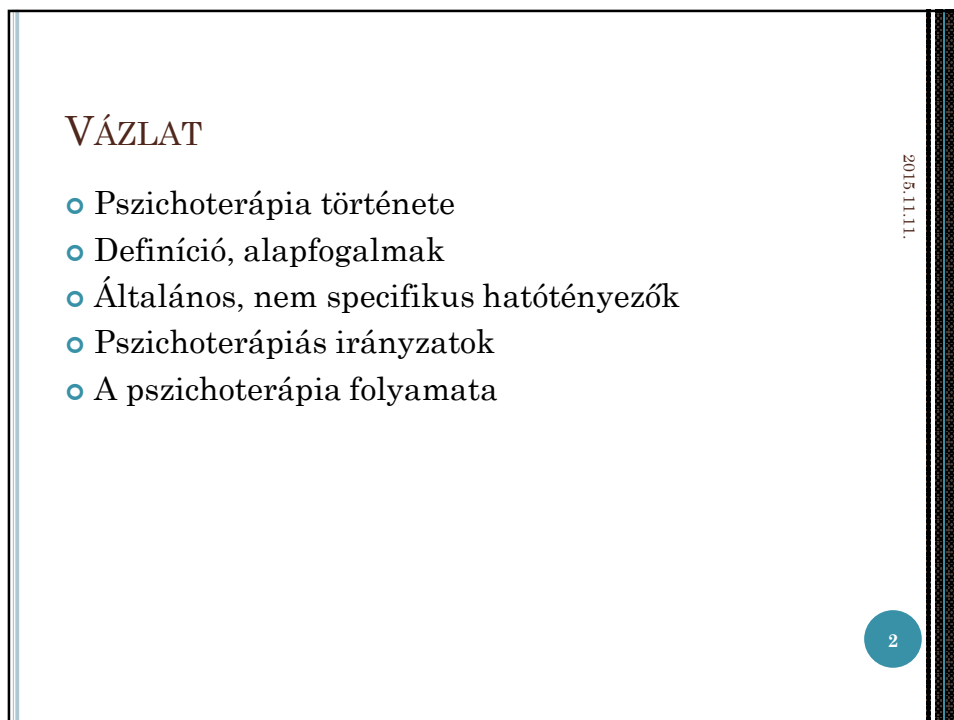 VÁZLAT
Pszichoterápia története
Definíció, alapfogalmak
Általános, nem specifikus hatótényezők
Pszichoterápiás irányzatok
A pszichoterápia folyamata
2015.11.11.
2